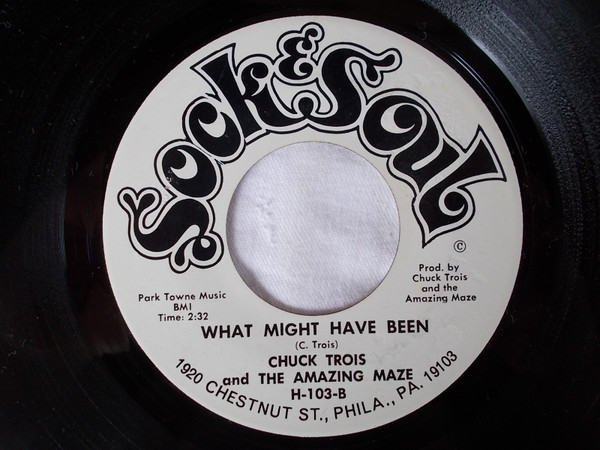 Sock & Soul
©
Park Towne Music
BMI
Time: 2:32
Prod. by
Chuck Trois
and the
Amazing Maze
WHAT MIGHT HAVE BEEN
(C. Trois)
CHUCK TROIS
and THE AMAZING MAZE
H-103-B
1920 CHESTNUT ST., PHILA., PA. 19103